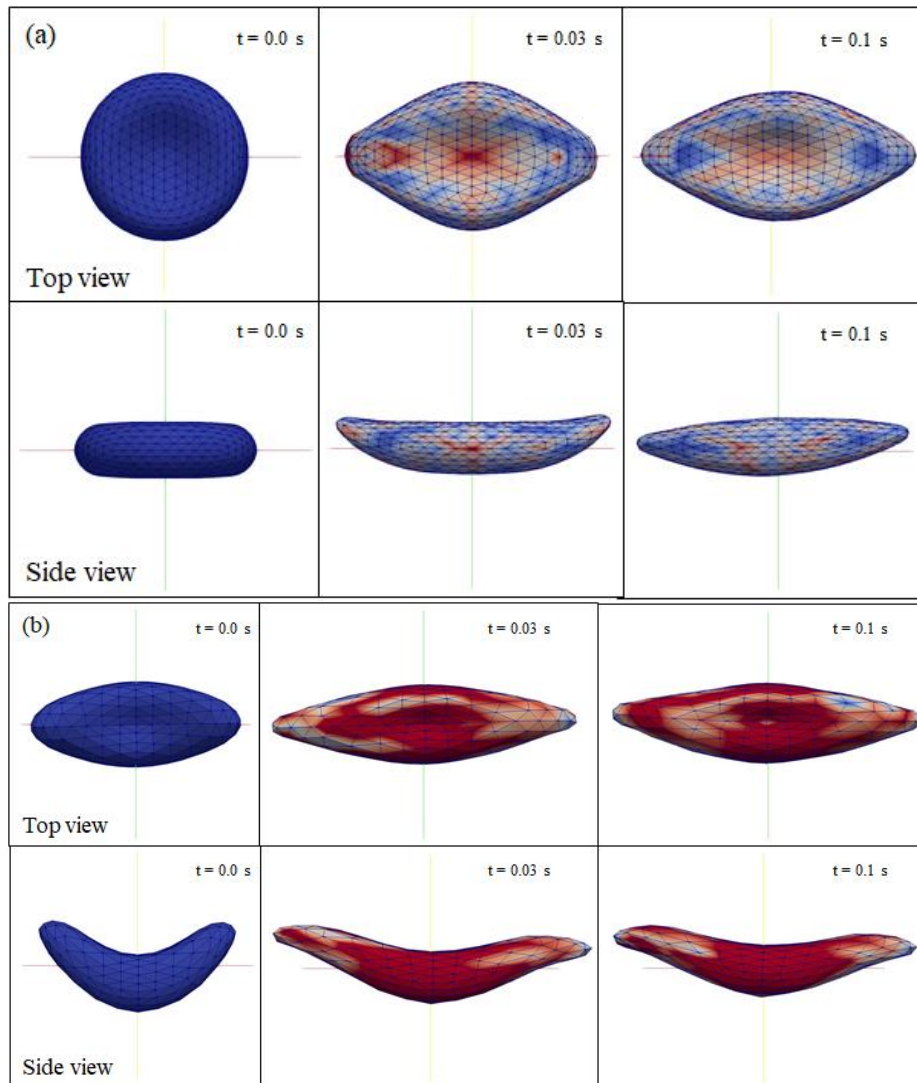 (a)
t = 0.0 s
t = 0.03 s
t = 0.1 s
Top view
t = 0.0 s
t = 0.03 s
t = 0.1 s
Side view
(b)
t = 0.0 s
t = 0.03 s
t = 0.1 s
Top view
t = 0.0 s
t = 0.03 s
t = 0.1 s
Side view